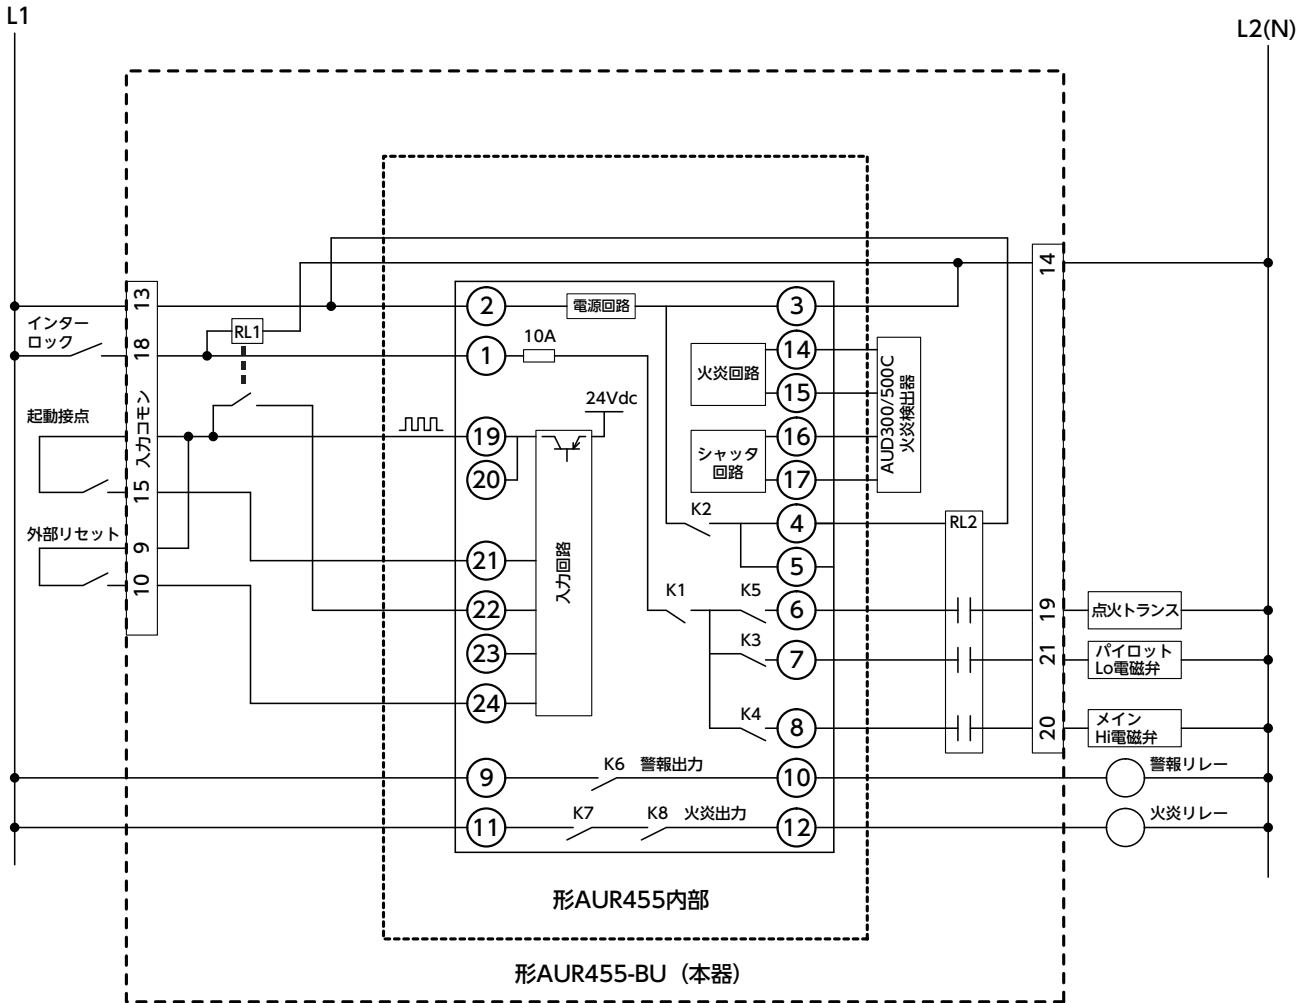 L1
L2(N)
14
13
インター
ロック
18
RL1
入力コモン
起動接点
15
外部リセット
9
10
2
電源回路
3
1
10A
14
火炎回路
15
24Vdc
19
16
シャッタ
回路
20
17
AUD300/500C
火炎検出器
K2
4
RL2
21
入力回路
5
K1
K5
22
6
19
点火トランス
K3
23
7
21
パイロット
Lo電磁弁
24
K4
8
20
メイン
Hi電磁弁
9
K6
警報出力
10
警報リレー
11
K7
K8
火炎出力
12
火炎リレー
形AUR455内部
形AUR455-BU（本器）